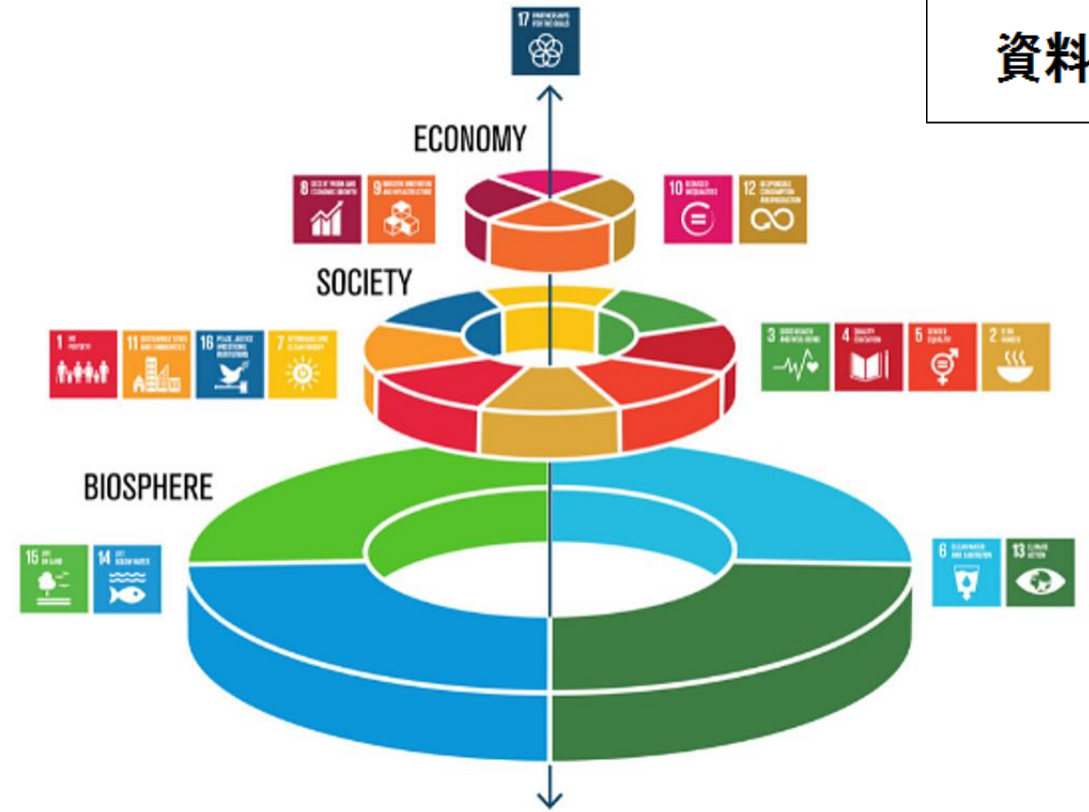 17 PARTNERSHIPS
FOR THE GOALS
資料
ECONOMY
8 DECENT WORK AND
ECONOMIC GROWTH
9 INDUSTRY, INNOVATION
AND INFRASTRUCTURE
10 REDUCED
INEQUALITIES
12 RESPONSIBLE
CONSUMPTION
AND PRODUCTION
SOCIETY
1 NO
POVERTY
11 SUSTAINABLE CITIES
AND COMMUNITIES
16 PEACE, JUSTICE
AND STRONG
INSTITUTIONS
7 AFFORDABLE AND
CLEAN ENERGY
3 GOOD HEALTH
AND WELL-BEING
4 QUALITY
EDUCATION
5 GENDER
EQUALITY
2 ZERO
HUNGER
BIOSPHERE
15 LIFE
ON LAND
14 LIFE
BELOW WATER
6 CLEAN WATER
AND SANITATION
13 CLIMATE
ACTION